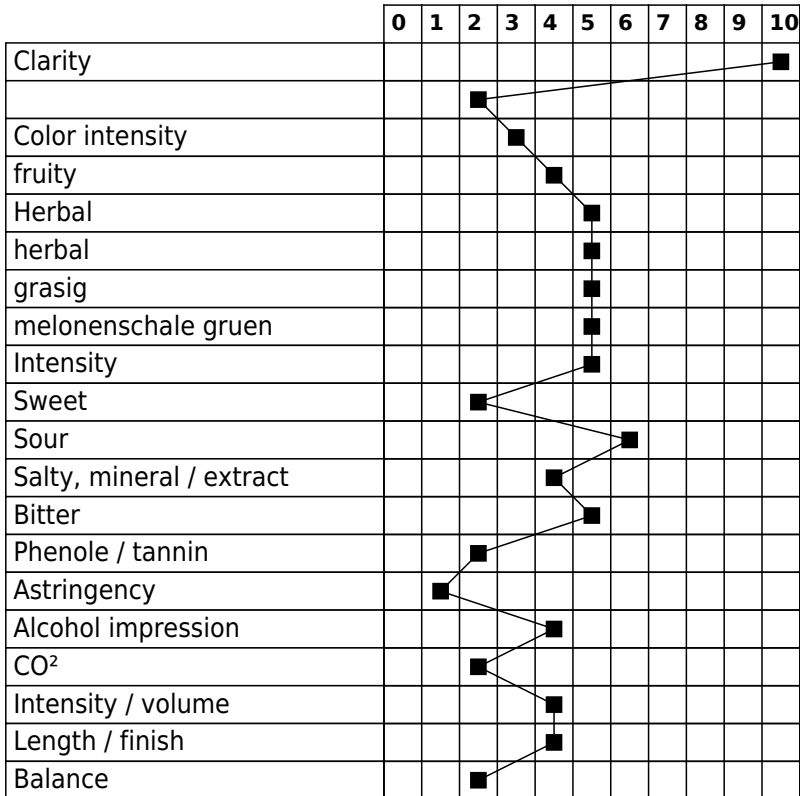 0 1 2 3 4 5 6 7 8 9 10
Clarity
Color intensity
fruity
Herbal
herbal
grasig
melonenschale gruen
Intensity
Sweet
Sour
Salty, mineral / extract
Bitter
Phenole / tannin
Astringency
Alcohol impression
CO²
Intensity / volume
Length / finish
Balance